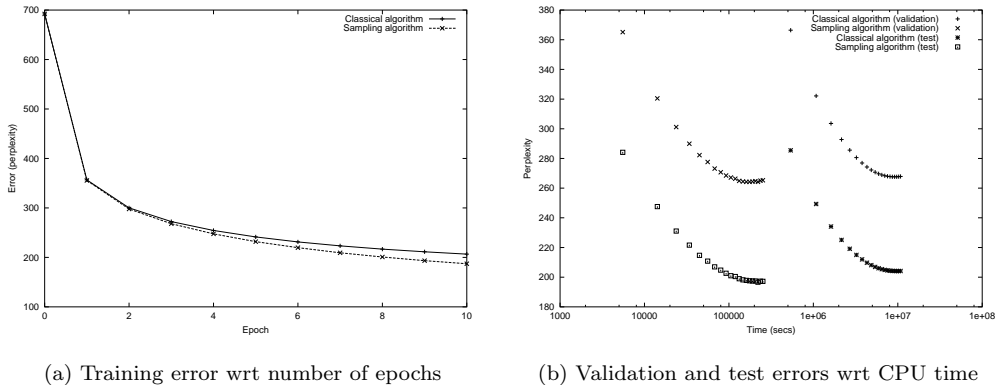 700
600
500
400
300
200
100
0
2
4
6
8
10
Error (perplexity)
Epoch
Classical algorithm
Sampling algorithm
(a) Training error wrt number of epochs
380
360
340
320
300
280
260
240
220
200
180
1000
10000
100000
1e+06
1e+07
1e+08
Perplexity
Time (secs)
Classical algorithm (validation)
Sampling algorithm (validation)
Classical algorithm (test)
Sampling algorithm (test)
(b) Validation and test errors wrt CPU time